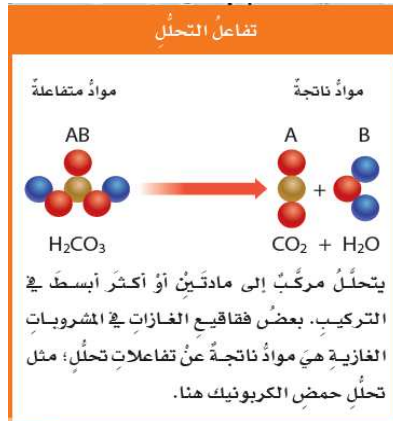 تفاعلُ التحلُّلِ
موادُّ متفاعلةٌ
موادُّ ناتجةٌ
AB
A B
+
H₂CO₃
CO₂ + H₂O
يتحلَّلُ مركَّبٌ إلى مادتَيْنِ أوْ أكثرَ أبسطَ في
التركيبِ. بعضُ فقاقيعِ الغازاتِ في المشروباتِ
الغازيةِ هيَ موادُّ ناتجةٌ عنْ تفاعلاتِ تحلُّلٍ؛ مثل
تحلُّلِ حمضِ الكربونيك هنا.